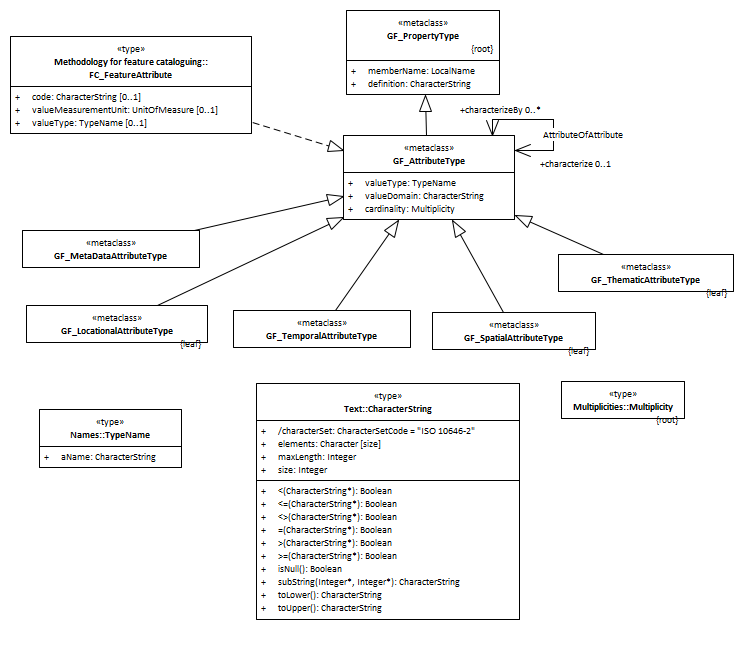 «metaclass»
GF_PropertyType
{root}
+ memberName: LocalName
+ definition: CharacterString
«type»
Methodology for feature cataloguing::
FC_FeatureAttribute
+ code: CharacterString [0..1]
+ valueMeasurementUnit: UnitOfMeasure [0..1]
+ valueType: TypeName [0..1]
+characterizeBy 0..*
AttributeOfAttribute
+characterize 0..1
«metaclass»
GF_AttributeType
+ valueType: TypeName
+ valueDomain: CharacterString
+ cardinality: Multiplicity
«metaclass»
GF_MetaDataAttributeType
«metaclass»
GF_ThematicAttributeType
{leaf}
«metaclass»
GF_LocationalAttributeType
{leaf}
«metaclass»
GF_TemporalAttributeType
«metaclass»
GF_SpatialAttributeType
{leaf}
«type»
Names::TypeName
+ aName: CharacterString
«type»
Text::CharacterString
+ /characterSet: CharacterSetCode = "ISO 10646-2"
+ elements: Character [size]
+ maxLength: Integer
+ size: Integer
+ <(CharacterString*): Boolean
+ <=(CharacterString*): Boolean
+ <>(CharacterString*): Boolean
+ =(CharacterString*): Boolean
+ >(CharacterString*): Boolean
+ >=(CharacterString*): Boolean
+ isNull(): Boolean
+ subString(Integer*, Integer*): CharacterString
+ toLower(): CharacterString
+ toUpper(): CharacterString
«type»
Multiplicities::Multiplicity
{root}